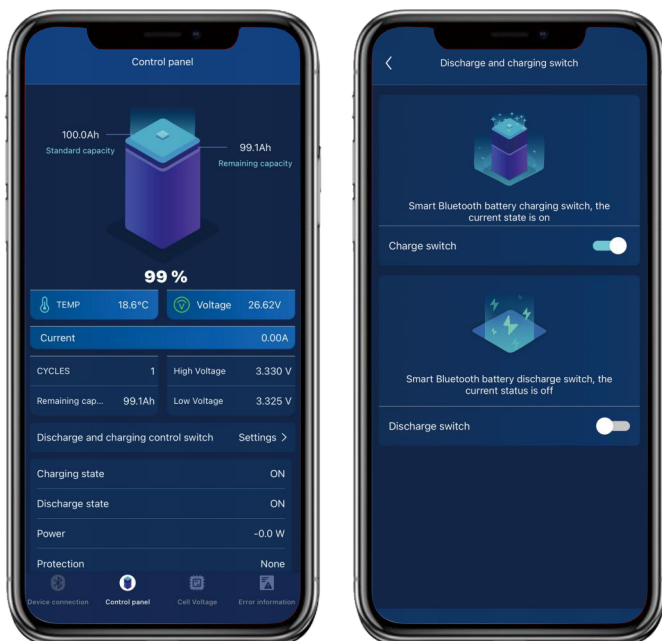 Control panel
100.0Ah
Standard capacity
99.1Ah
Remaining capacity
99 %
TEMP 18.6°C
Voltage 26.62V
Current 0.00A
CYCLES 1
High Voltage 3.330 V
Remaining cap... 99.1Ah
Low Voltage 3.325 V
Discharge and charging control switch Settings >
Charging state ON
Discharge state ON
Power -0.0 W
Protection None
Device connection
Control panel
Cell Voltage
Error information
Discharge and charging switch
Smart Bluetooth battery charging switch, the
current state is on
Charge switch
Smart Bluetooth battery discharge switch, the
current status is off
Discharge switch